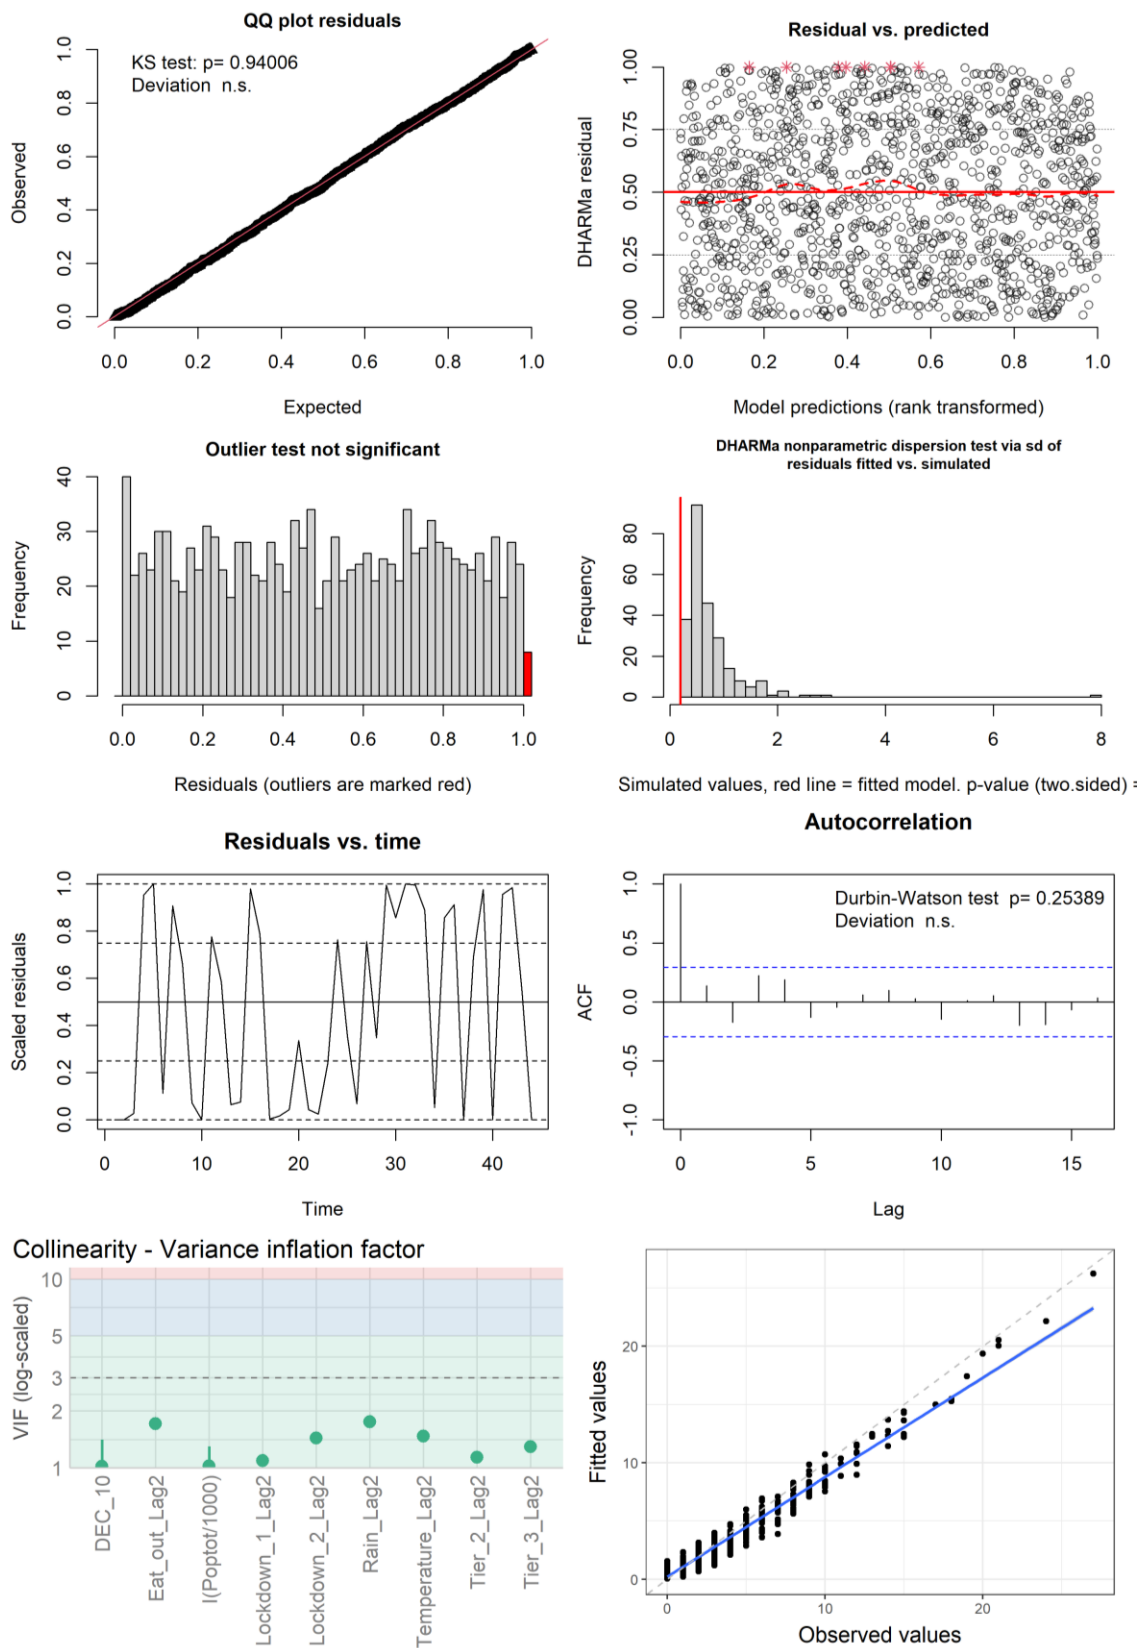 QQ plot residuals
KS test: p= 0.94006
Deviation n.s.
Observed
0.0 0.2 0.4 0.6 0.8 1.0
0.0 0.2 0.4 0.6 0.8 1.0
Expected
Residual vs. predicted
DHARMa residual
0.00 0.25 0.50 0.75 1.00
0.0 0.2 0.4 0.6 0.8 1.0
Model predictions (rank transformed)
Outlier test not significant
Frequency
0 10 20 30 40
0.0 0.2 0.4 0.6 0.8 1.0
Residuals (outliers are marked red)
DHARMa nonparametric dispersion test via sd of
residuals fitted vs. simulated
Frequency
0 20 40 60 80
0 2 4 6 8
Simulated values, red line = fitted model. p-value (two.sided) =
Residuals vs. time
Scaled residuals
0.0 0.2 0.4 0.6 0.8 1.0
0 10 20 30 40
Time
Autocorrelation
Durbin-Watson test p= 0.25389
Deviation n.s.
ACF
-1.0 -0.5 0.0 0.5 1.0
0 5 10 15
Lag
Collinearity - Variance inflation factor
VIF (log-scaled)
10
5
3
2
1
DEC_10
Eat_out_Lag2
I(Poptot/1000)
Lockdown_1_Lag2
Lockdown_2_Lag2
Rain_Lag2
Temperature_Lag2
Tier_2_Lag2
Tier_3_Lag2
Fitted values
20
10
0
0 10 20
Observed values